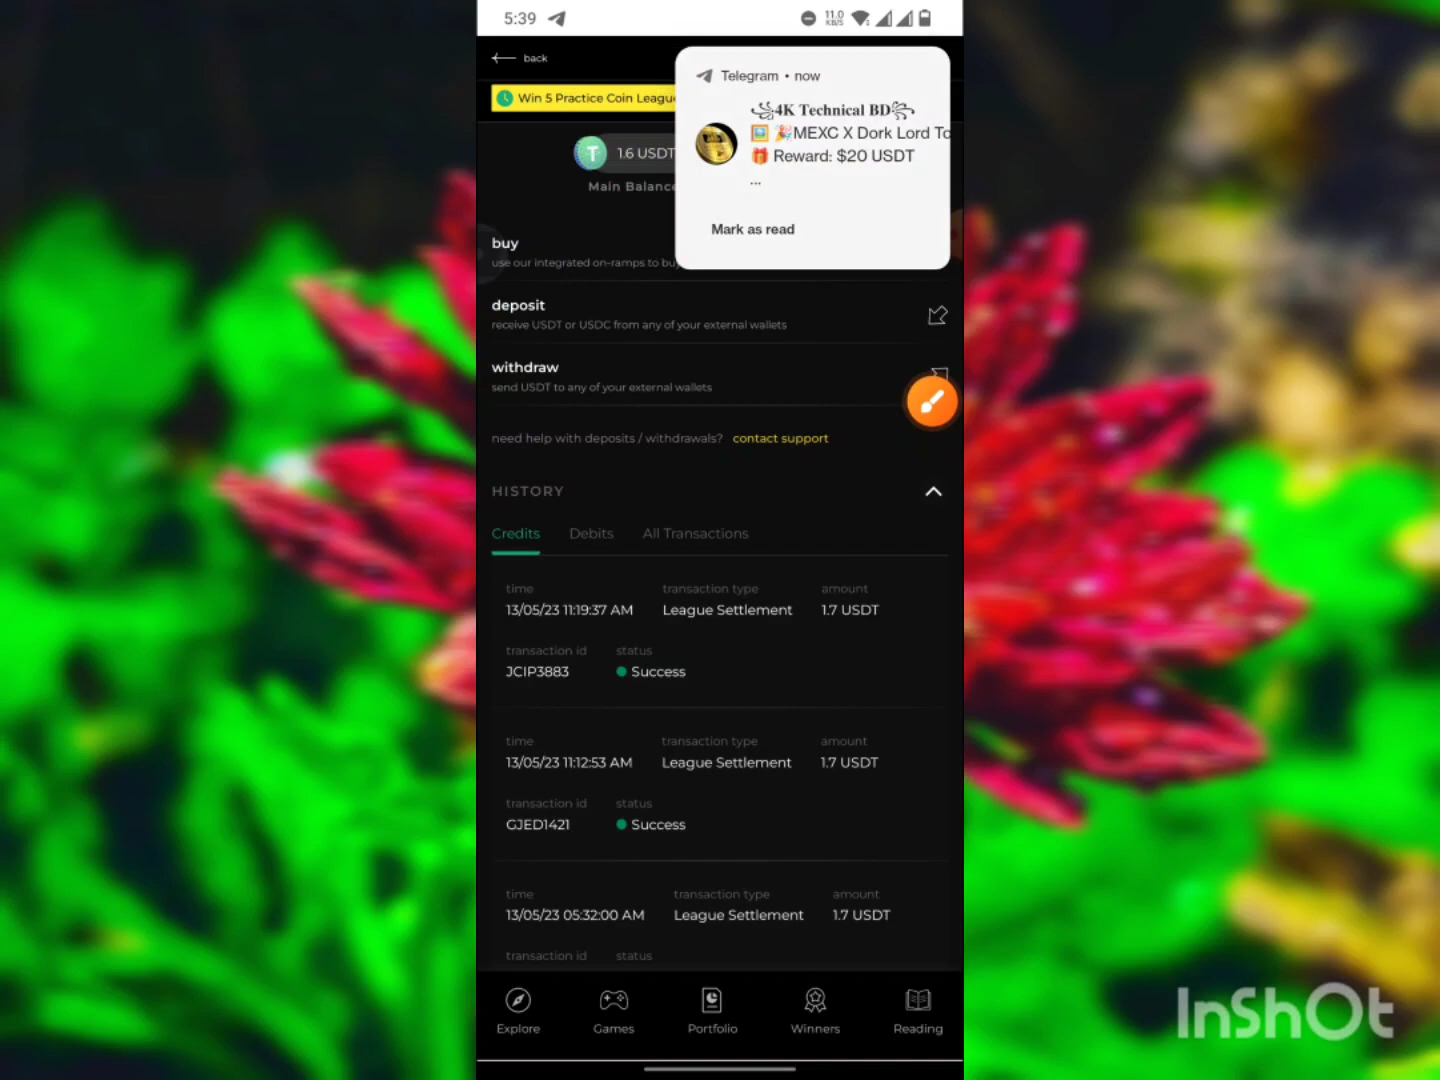 5:39
11.0
KB/S
back
Telegram • now
Win 5 Practice Coin Leagu
꧁4K Technical BD꧂
🖼️ 🎉MEXC X Dork Lord To
🎁 Reward: $20 USDT
...
Mark as read
1.6 USDT
Main Balance
buy
use our integrated on-ramps to buy
deposit
receive USDT or USDC from any of your external wallets
withdraw
send USDT to any of your external wallets
need help with deposits / withdrawals? contact support
HISTORY
Credits Debits All Transactions
time transaction type amount
13/05/23 11:19:37 AM League Settlement 1.7 USDT
transaction id status
JCIP3883 Success
time transaction type amount
13/05/23 11:12:53 AM League Settlement 1.7 USDT
transaction id status
GJED1421 Success
time transaction type amount
13/05/23 05:32:00 AM League Settlement 1.7 USDT
transaction id status
Explore Games Portfolio Winners Reading
InShOt